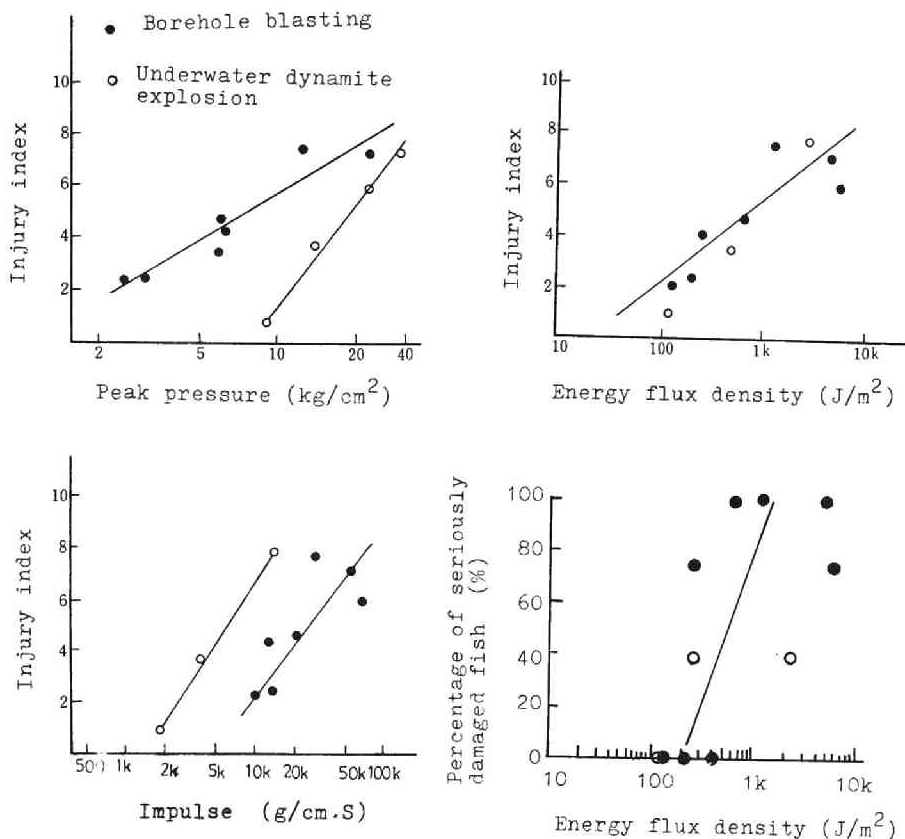 Borehole blasting
Underwater dynamite
explosion
10
8
6
4
2
Injury index
2 5 10 20 40
Peak pressure (kg/cm²)
10
8
6
4
2
Injury index
10 100 1k 10k
Energy flux density (J/m²)
10
8
6
4
2
Injury index
1k 2k 5k 10k 20k 50k 100k
Impulse (g/cm.S)
Percentage of seriously
damaged fish (%)
100
80
60
40
20
0
10 100 1k 10k
Energy flux density (J/m²)